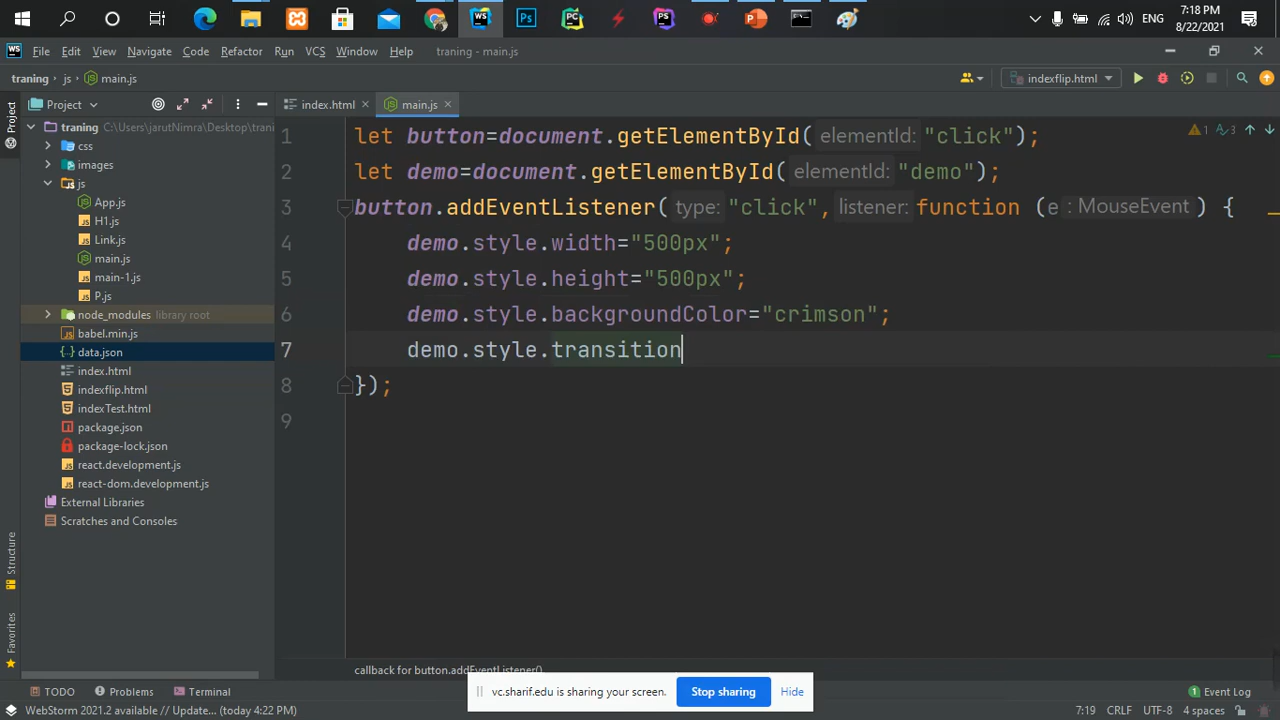 7:18 PM
ENG
8/22/2021
File Edit View Navigate Code Refactor Run VCS Window Help traning - main.js
traning › js › main.js
indexflip.html
Project
index.html
main.js
Project
traning C:\Users\jarutNimra\Desktop\trani
css
images
js
App.js
H1.js
Link.js
main.js
main-1.js
P.js
node_modules library root
babel.min.js
data.json
index.html
indexflip.html
indexTest.html
package.json
package-lock.json
react.development.js
react-dom.development.js
External Libraries
Scratches and Consoles
Structure
Favorites
1 let button=document.getElementById( elementId: "click");
2 let demo=document.getElementById( elementId: "demo");
3 button.addEventListener( type: "click", listener: function (e : MouseEvent ) {
4 demo.style.width="500px";
5 demo.style.height="500px";
6 demo.style.backgroundColor="crimson";
7 demo.style.transition
8 });
9
1 3
callback for button.addEventListener()
vc.sharif.edu is sharing your screen. Stop sharing Hide
TODO Problems Terminal Event Log
WebStorm 2021.2 available // Update... (today 4:22 PM) 7:19 CRLF UTF-8 4 spaces